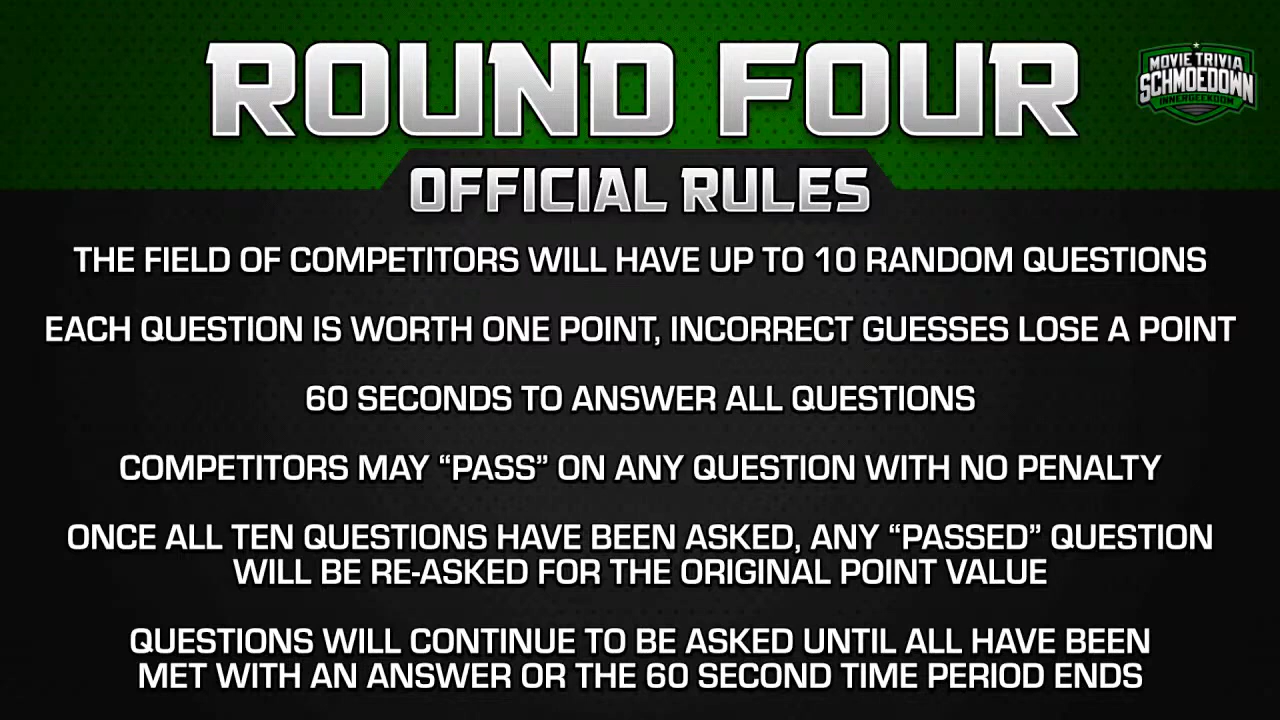 ROUND FOUR
MOVIE TRIVIA
SCHMOEDOWN
INNERGEEKDOM
OFFICIAL RULES
THE FIELD OF COMPETITORS WILL HAVE UP TO 10 RANDOM QUESTIONS
EACH QUESTION IS WORTH ONE POINT, INCORRECT GUESSES LOSE A POINT
60 SECONDS TO ANSWER ALL QUESTIONS
COMPETITORS MAY “PASS” ON ANY QUESTION WITH NO PENALTY
ONCE ALL TEN QUESTIONS HAVE BEEN ASKED, ANY “PASSED” QUESTION
WILL BE RE-ASKED FOR THE ORIGINAL POINT VALUE
QUESTIONS WILL CONTINUE TO BE ASKED UNTIL ALL HAVE BEEN
MET WITH AN ANSWER OR THE 60 SECOND TIME PERIOD ENDS